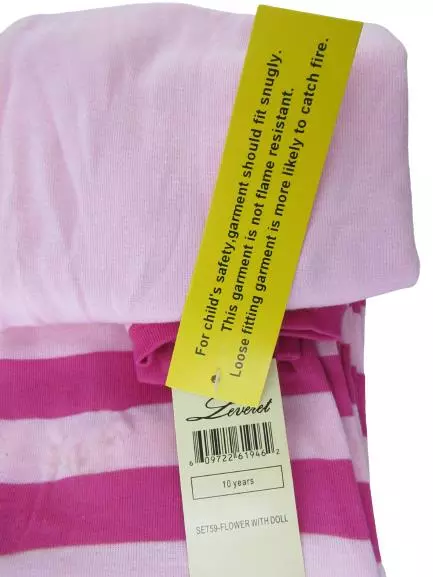 For child's safety,garment should fit snugly.
This garment is not flame resistant.
Loose fitting garment is more likely to catch fire.
Leveret
6 09722 61946 2
10 years
SET59-FLOWER WITH DOLL